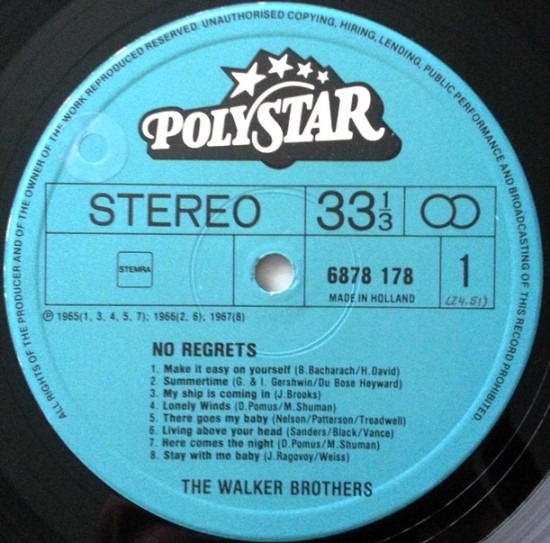 ALL RIGHTS OF THE PRODUCER AND OF THE OWNER OF THE WORK REPRODUCED RESERVED. UNAUTHORISED COPYING, HIRING, LENDING, PUBLIC PERFORMANCE AND BROADCASTING OF THIS RECORD PROHIBITED
POLYSTAR
STEREO 33 1/3
STEMRA
6878 178 1
MADE IN HOLLAND (24.51)
Ⓟ 1965(1, 3, 4, 5, 7); 1966(2, 6); 1967(8)
NO REGRETS
1. Make it easy on yourself (B.Bacharach/H.David)
2. Summertime (G. & I. Gershwin/Du Bose Heyward)
3. My ship is coming in (J.Brooks)
4. Lonely Winds (D.Pomus/M.Shuman)
5. There goes my baby (Nelson/Patterson/Treadwell)
6. Living above your head (Sanders/Black/Vance)
7. Here comes the night (D.Pomus/M.Shuman)
8. Stay with me baby (J.Ragovoy/Weiss)
THE WALKER BROTHERS